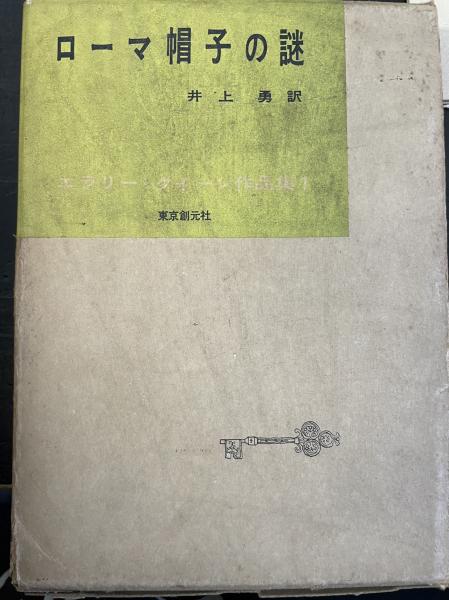 ローマ帽子の謎
井上 勇 訳
エラリー・クイーン作品集 1
東京創元社